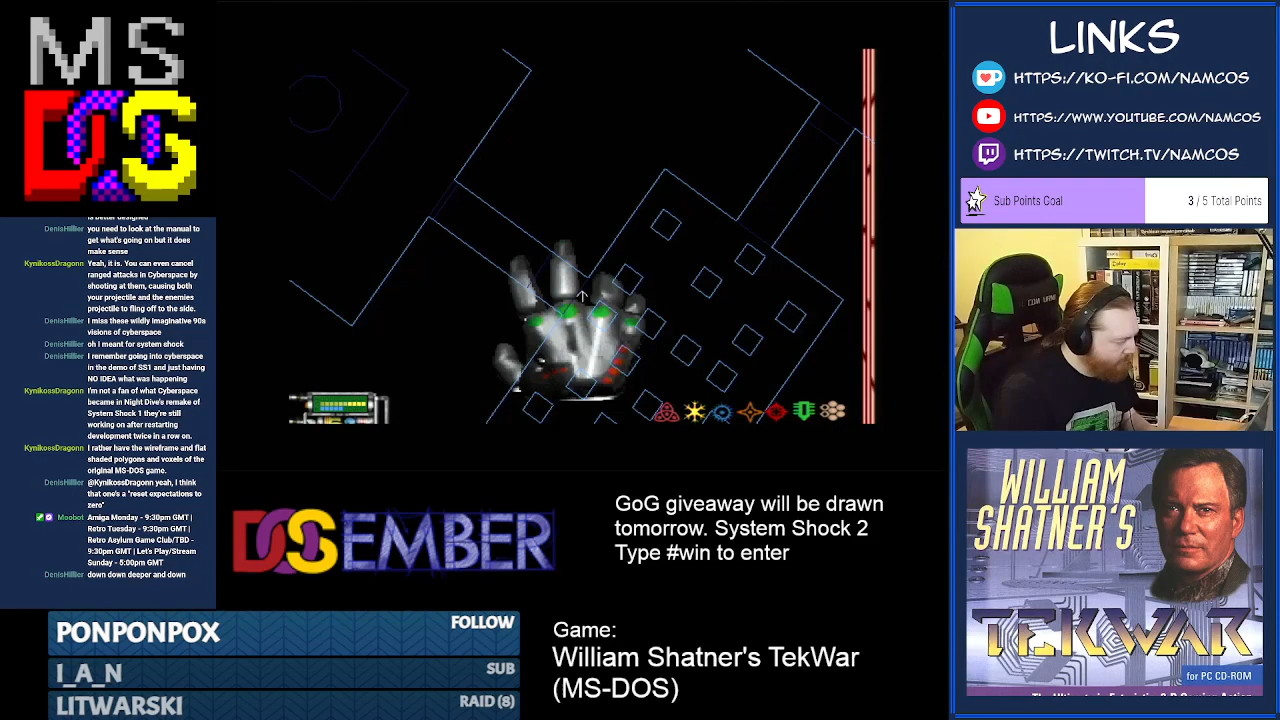 MS
DOS
is better designed
DenisHillier you need to look at the manual to
get what's going on but it does
make sense
KynikossDragonn Yeah, it is. You can even cancel
ranged attacks in Cyberspace by
shooting at them, causing both
your projectile and the enemies
projectile to fling off to the side.
DenisHillier I miss these wildly imaginative 90s
visions of cyberspace
DenisHillier oh I meant for system shock
DenisHillier I remember going into cyberspace
in the demo of SS1 and just having
NO IDEA what was happening
KynikossDragonn I'm not a fan of what Cyberspace
became in Night Dive's remake of
System Shock 1 they're still
working on after restarting
development twice in a row on.
KynikossDragonn I rather have the wireframe and flat
shaded polygons and voxels of the
original MS-DOS game.
DenisHillier @KynikossDragonn yeah, I think
that one's a "reset expectations to
zero"
Moobot Amiga Monday - 9:30pm GMT |
Retro Tuesday - 9:30pm GMT |
Retro Asylum Game Club/TBD -
9:30pm GMT | Let's Play/Stream
Sunday - 5:00pm GMT
DenisHillier down down deeper and down
DOSEMBER
GoG giveaway will be drawn
tomorrow. System Shock 2
Type #win to enter
PONPONPOX FOLLOW
I_A_N SUB
LITWARSKI RAID (8)
Game:
William Shatner's TekWar
(MS-DOS)
LINKS
HTTPS://KO-FI.COM/NAMCOS
HTTPS://WWW.YOUTUBE.COM/NAMCOS
HTTPS://TWITCH.TV/NAMCOS
Sub Points Goal 3 / 5 Total Points
WILLIAM
SHATNER'S
TEKWAR
for PC CD-ROM